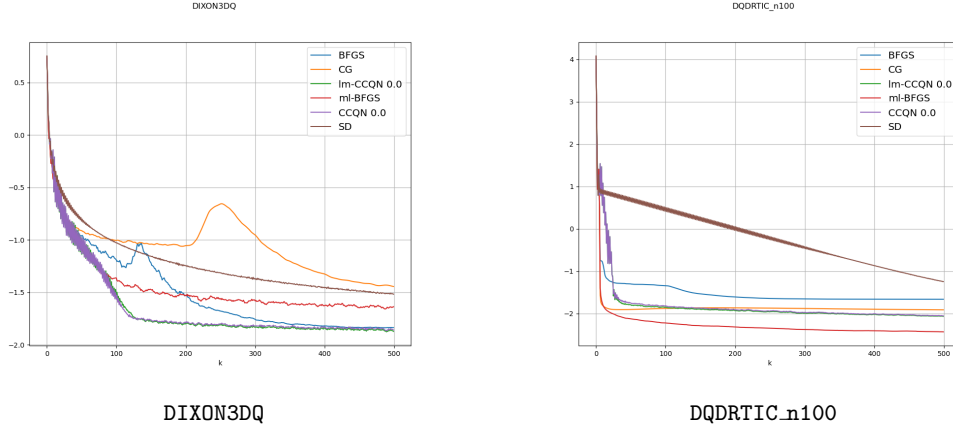 DIXON3DQ
BFGS
CG
lm-CCQN 0.0
ml-BFGS
CCQN 0.0
SD
0.5
0.0
−0.5
−1.0
−1.5
−2.0
0 100 200 300 400 500
k
DIXON3DQ
DQDRTIC_n100
BFGS
CG
lm-CCQN 0.0
ml-BFGS
CCQN 0.0
SD
4
3
2
1
0
−1
−2
0 100 200 300 400 500
k
DQDRTIC_n100